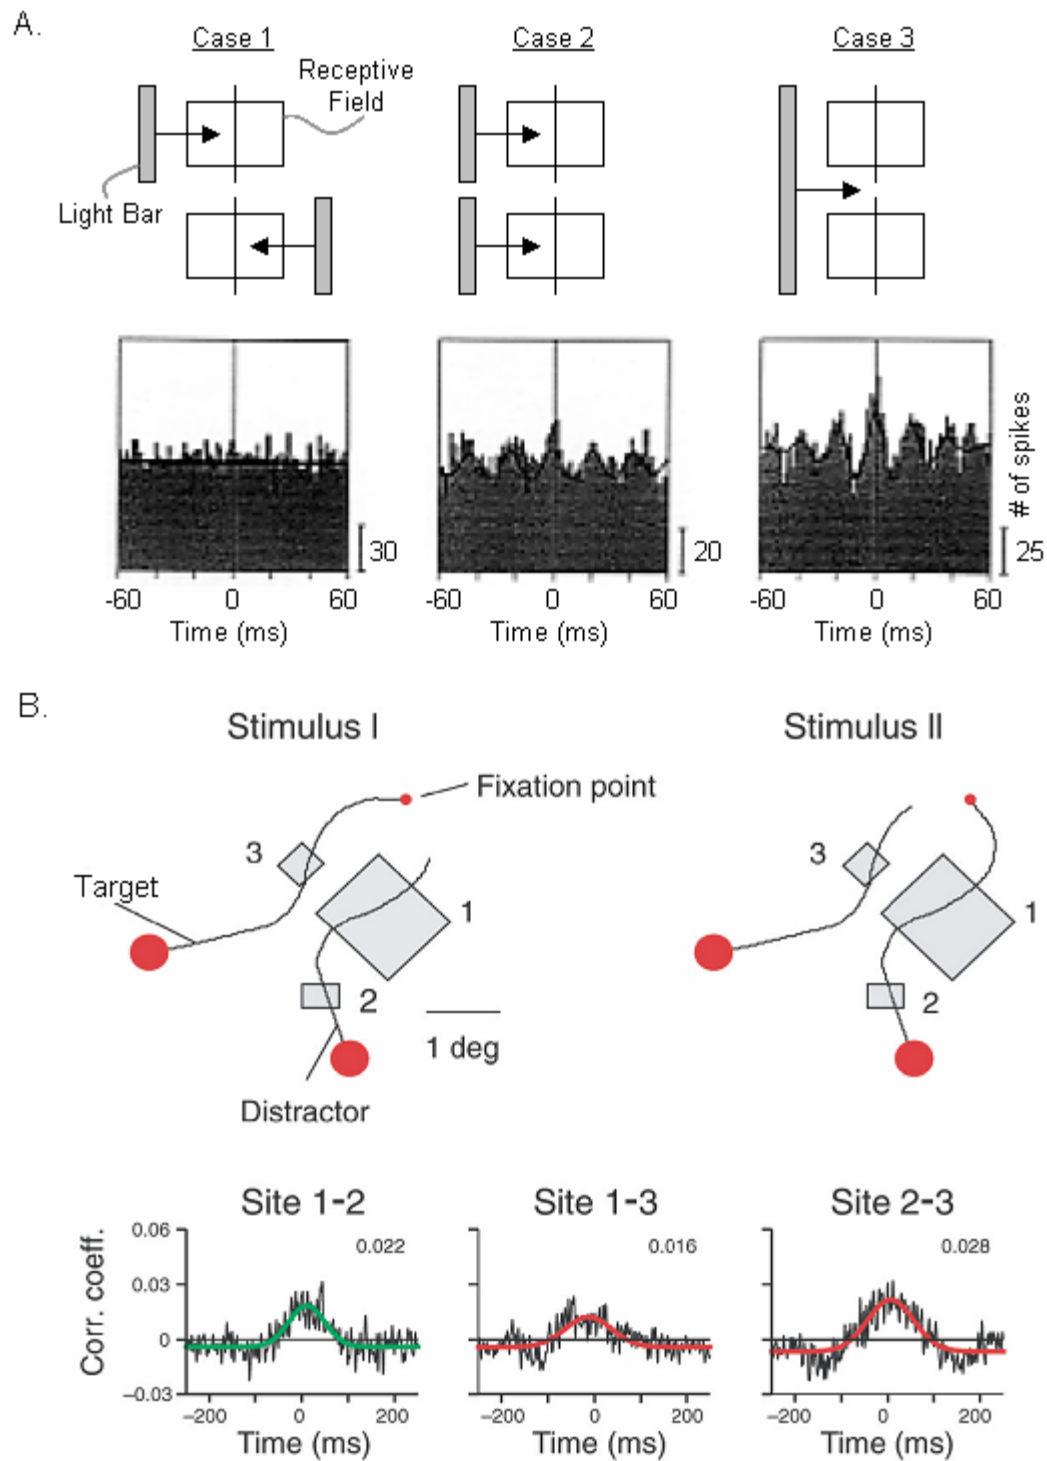 A.
Case 1
Case 2
Case 3
Receptive
Field
Light Bar
30
20
25
# of spikes
-60 0 60
-60 0 60
-60 0 60
Time (ms)
Time (ms)
Time (ms)
B.
Stimulus I
Stimulus II
Fixation point
3
Target
1
2
1 deg
Distractor
3
1
2
Site 1-2
Site 1-3
Site 2-3
Corr. coeff.
0.06
0.03
0
−0.03
0.022
0.016
0.028
−200 0 200
−200 0 200
−200 0 200
Time (ms)
Time (ms)
Time (ms)